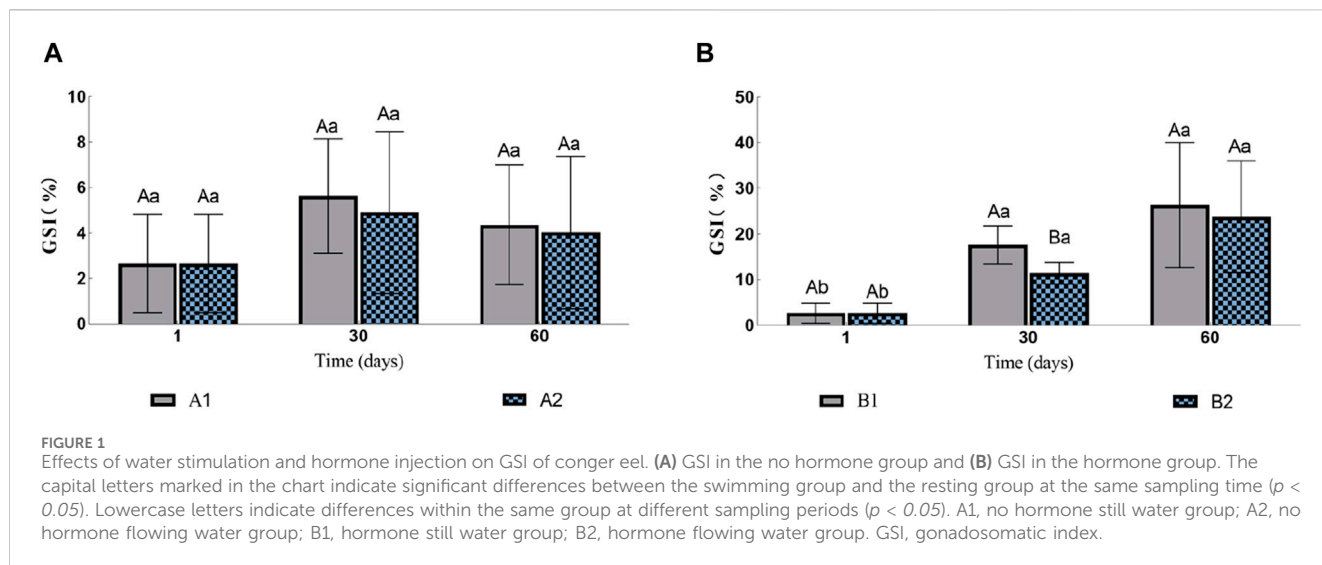 A
B
10
8
6
4
2
0
GSI( %)
Aa Aa Aa Aa Aa Aa
1 30 60
Time (days)
A1 A2
50
40
30
20
10
0
GSI( %)
Ab Ab Aa Ba Aa Aa
1 30 60
Time (days)
B1 B2
FIGURE 1
Effects of water stimulation and hormone injection on GSI of conger eel. (A) GSI in the no hormone group and (B) GSI in the hormone group. The
capital letters marked in the chart indicate significant differences between the swimming group and the resting group at the same sampling time (p <
0.05). Lowercase letters indicate differences within the same group at different sampling periods (p < 0.05). A1, no hormone still water group; A2, no
hormone flowing water group; B1, hormone still water group; B2, hormone flowing water group. GSI, gonadosomatic index.